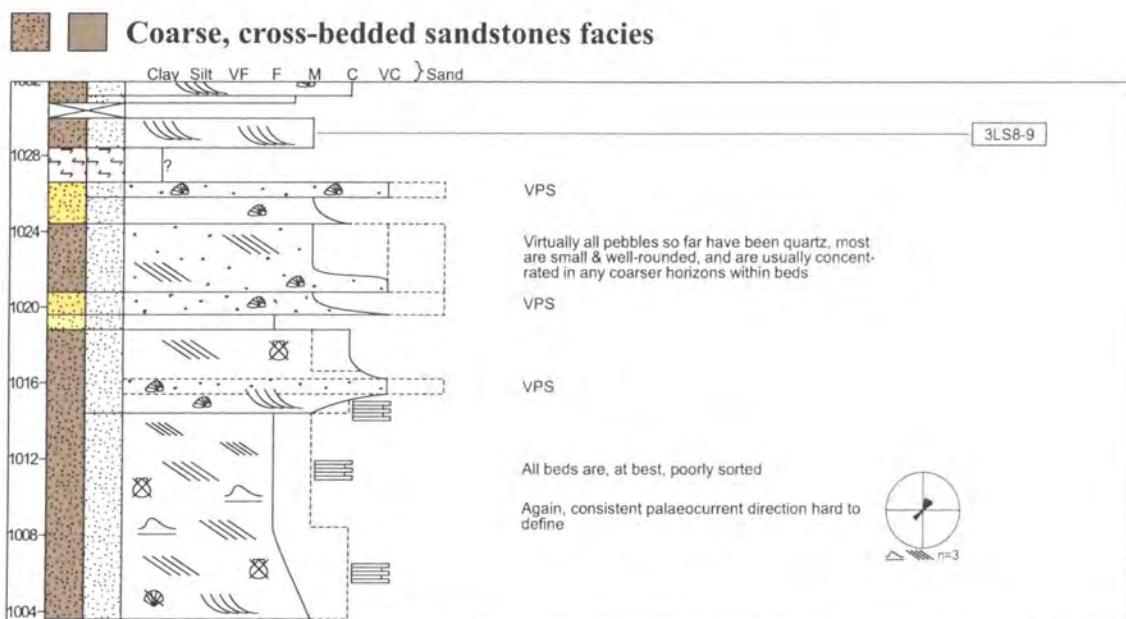 Coarse, cross-bedded sandstones facies
Clay Silt VF F M C VC } Sand
1032
3LS8-9
1028
?
VPS
1024
Virtually all pebbles so far have been quartz, most
are small & well-rounded, and are usually concent-
rated in any coarser horizons within beds
1020
VPS
1016
VPS
1012
All beds are, at best, poorly sorted
Again, consistent palaeocurrent direction hard to
define
1008
n=3
1004